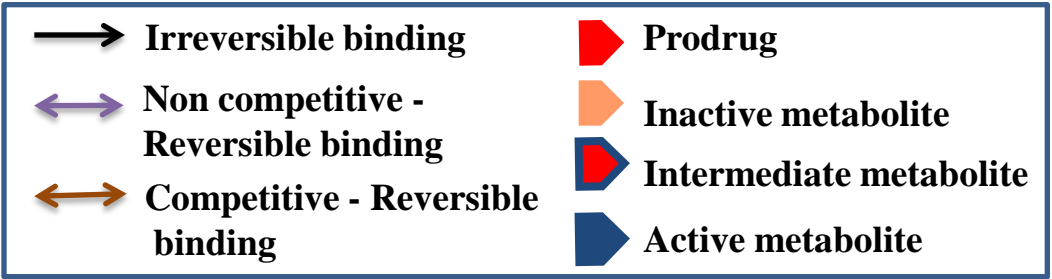 Irreversible binding
Non competitive -
Reversible binding
Competitive - Reversible
binding
Prodrug
Inactive metabolite
Intermediate metabolite
Active metabolite